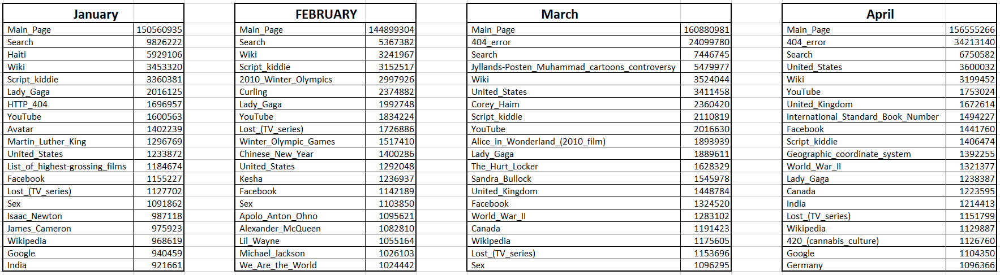 January FEBRUARY March April
Main_Page 150560935 Main_Page 144899304 Main_Page 160880981 Main_Page 156555266
Search 9826222 Search 5367382 404_error 24099780 404_error 34213140
Haiti 5929106 Wiki 3241967 Search 7446745 Search 6750582
Wiki 3453320 Script_kiddie 3152517 Jyllands-Posten_Muhammad_cartoons_controversy 5479977 United_States 3600032
Script_kiddie 3360381 2010_Winter_Olympics 2997926 Wiki 3524044 Wiki 3199452
Lady_Gaga 2016125 Curling 2374882 United_States 3411458 YouTube 1753024
HTTP_404 1696957 Lady_Gaga 1992748 Corey_Haim 2360420 United_Kingdom 1672614
YouTube 1600563 YouTube 1834224 Script_kiddie 2110819 International_Standard_Book_Number 1494227
Avatar 1402239 Lost_(TV_series) 1726886 YouTube 2016630 Facebook 1441760
Martin_Luther_King 1296769 Winter_Olympic_Games 1517410 Alice_in_Wonderland_(2010_film) 1893939 Script_kiddie 1406474
United_States 1233872 Chinese_New_Year 1400286 Lady_Gaga 1889611 Geographic_coordinate_system 1392255
List_of_highest-grossing_films 1184674 United_States 1292048 The_Hurt_Locker 1628329 World_War_II 1321377
Facebook 1155227 Kesha 1236937 Sandra_Bullock 1545978 Lady_Gaga 1238387
Lost_(TV_series) 1127702 Facebook 1142189 United_Kingdom 1448784 Canada 1223595
Sex 1091862 Sex 1103850 Facebook 1324520 India 1214413
Isaac_Newton 987118 Apolo_Anton_Ohno 1095621 World_War_II 1283102 Lost_(TV_series) 1151799
James_Cameron 975923 Alexander_McQueen 1082810 Canada 1191423 Wikipedia 1129887
Wikipedia 968619 Lil_Wayne 1055164 Wikipedia 1175605 420_(cannabis_culture) 1126760
Google 940459 Michael_Jackson 1026103 Lost_(TV_series) 1153696 Google 1104350
India 921661 We_Are_the_World 1024442 Sex 1096295 Germany 1096366